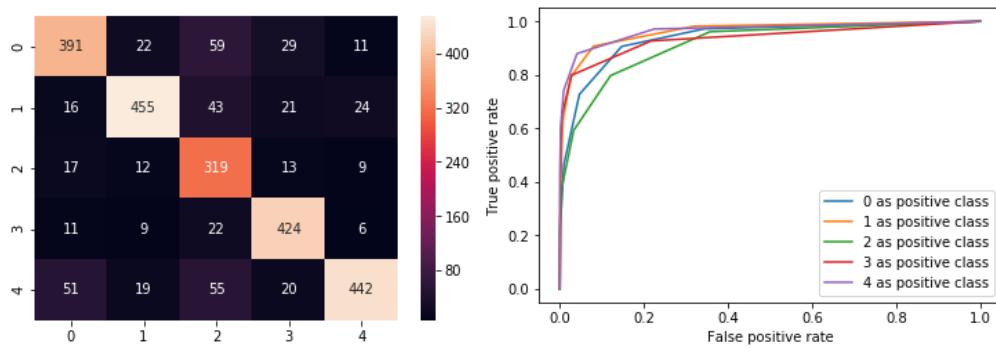 0 391 22 59 29 11
1 16 455 43 21 24
2 17 12 319 13 9
3 11 9 22 424 6
4 51 19 55 20 442
0 1 2 3 4
400
320
240
160
80
True positive rate
1.0
0.8
0.6
0.4
0.2
0.0
0.0 0.2 0.4 0.6 0.8 1.0
False positive rate
0 as positive class
1 as positive class
2 as positive class
3 as positive class
4 as positive class